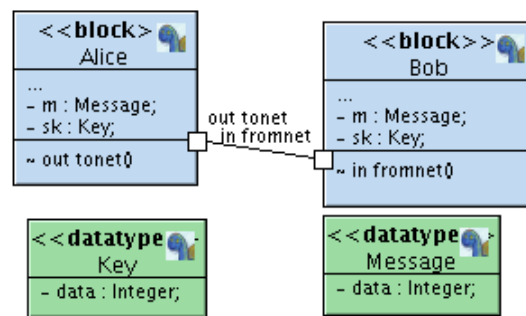 <<block>
Alice
...
- m : Message;
- sk : Key;
~ out tonet()
out tonet
in fromnet
<<block>>
Bob
...
- m : Message;
- sk : Key;
~ in fromnet()
<<datatype
Key
- data : Integer;
<<datatype >
Message
- data : Integer;